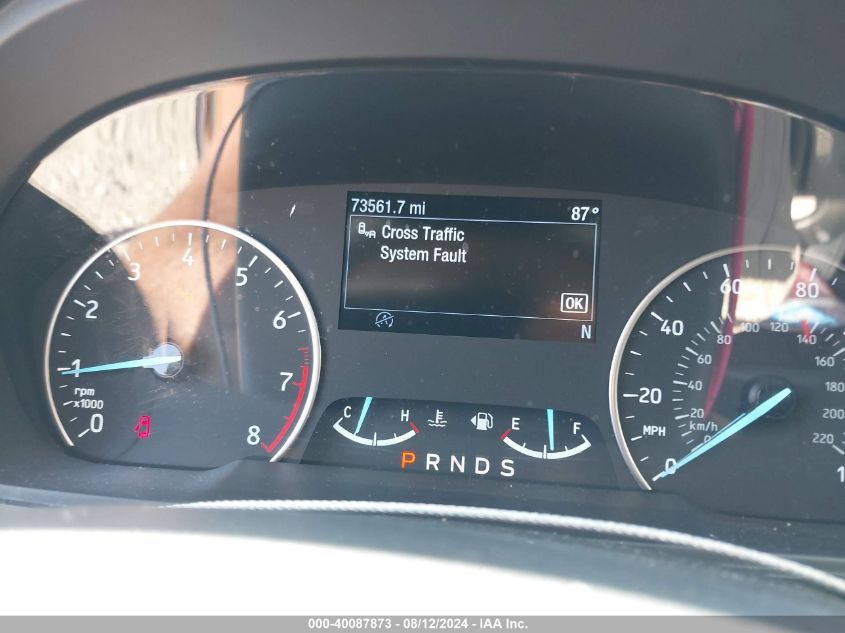 73561.7 mi 87°
Cross Traffic
System Fault
OK
N
0 1 2 3 4 5 6 7 8
rpm
x1000
C H E F
P R N D S
0 20 40 60 80 1
MPH
km/h
0 20 40 60 80 100 120 140 160 180 200 220
000-40087873 - 08/12/2024 - IAA Inc.